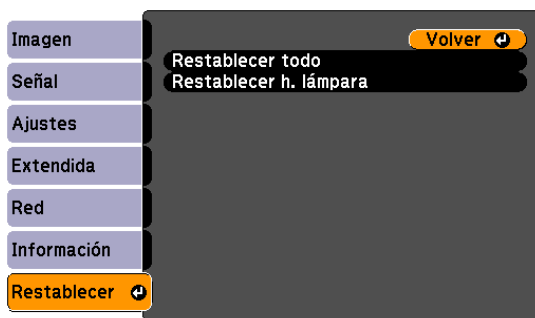 Imagen
Señal
Ajustes
Extendida
Red
Información
Restablecer
Volver
Restablecer todo
Restablecer h. lámpara